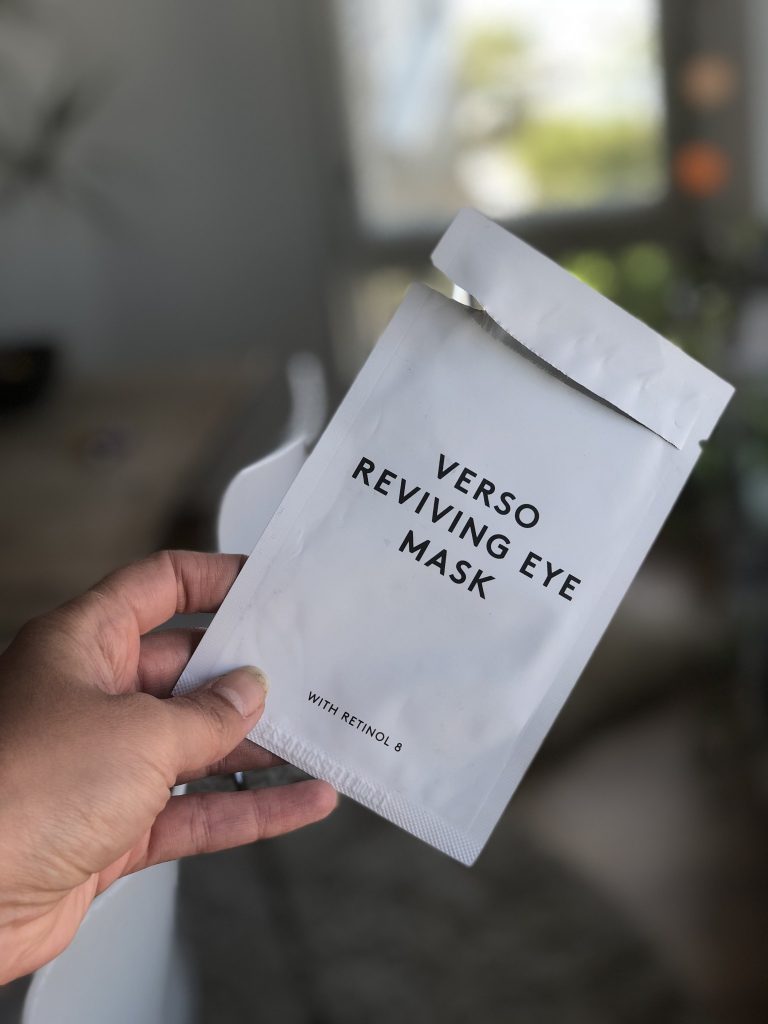 VERSO
REVIVING EYE
MASK
WITH RETINOL 8